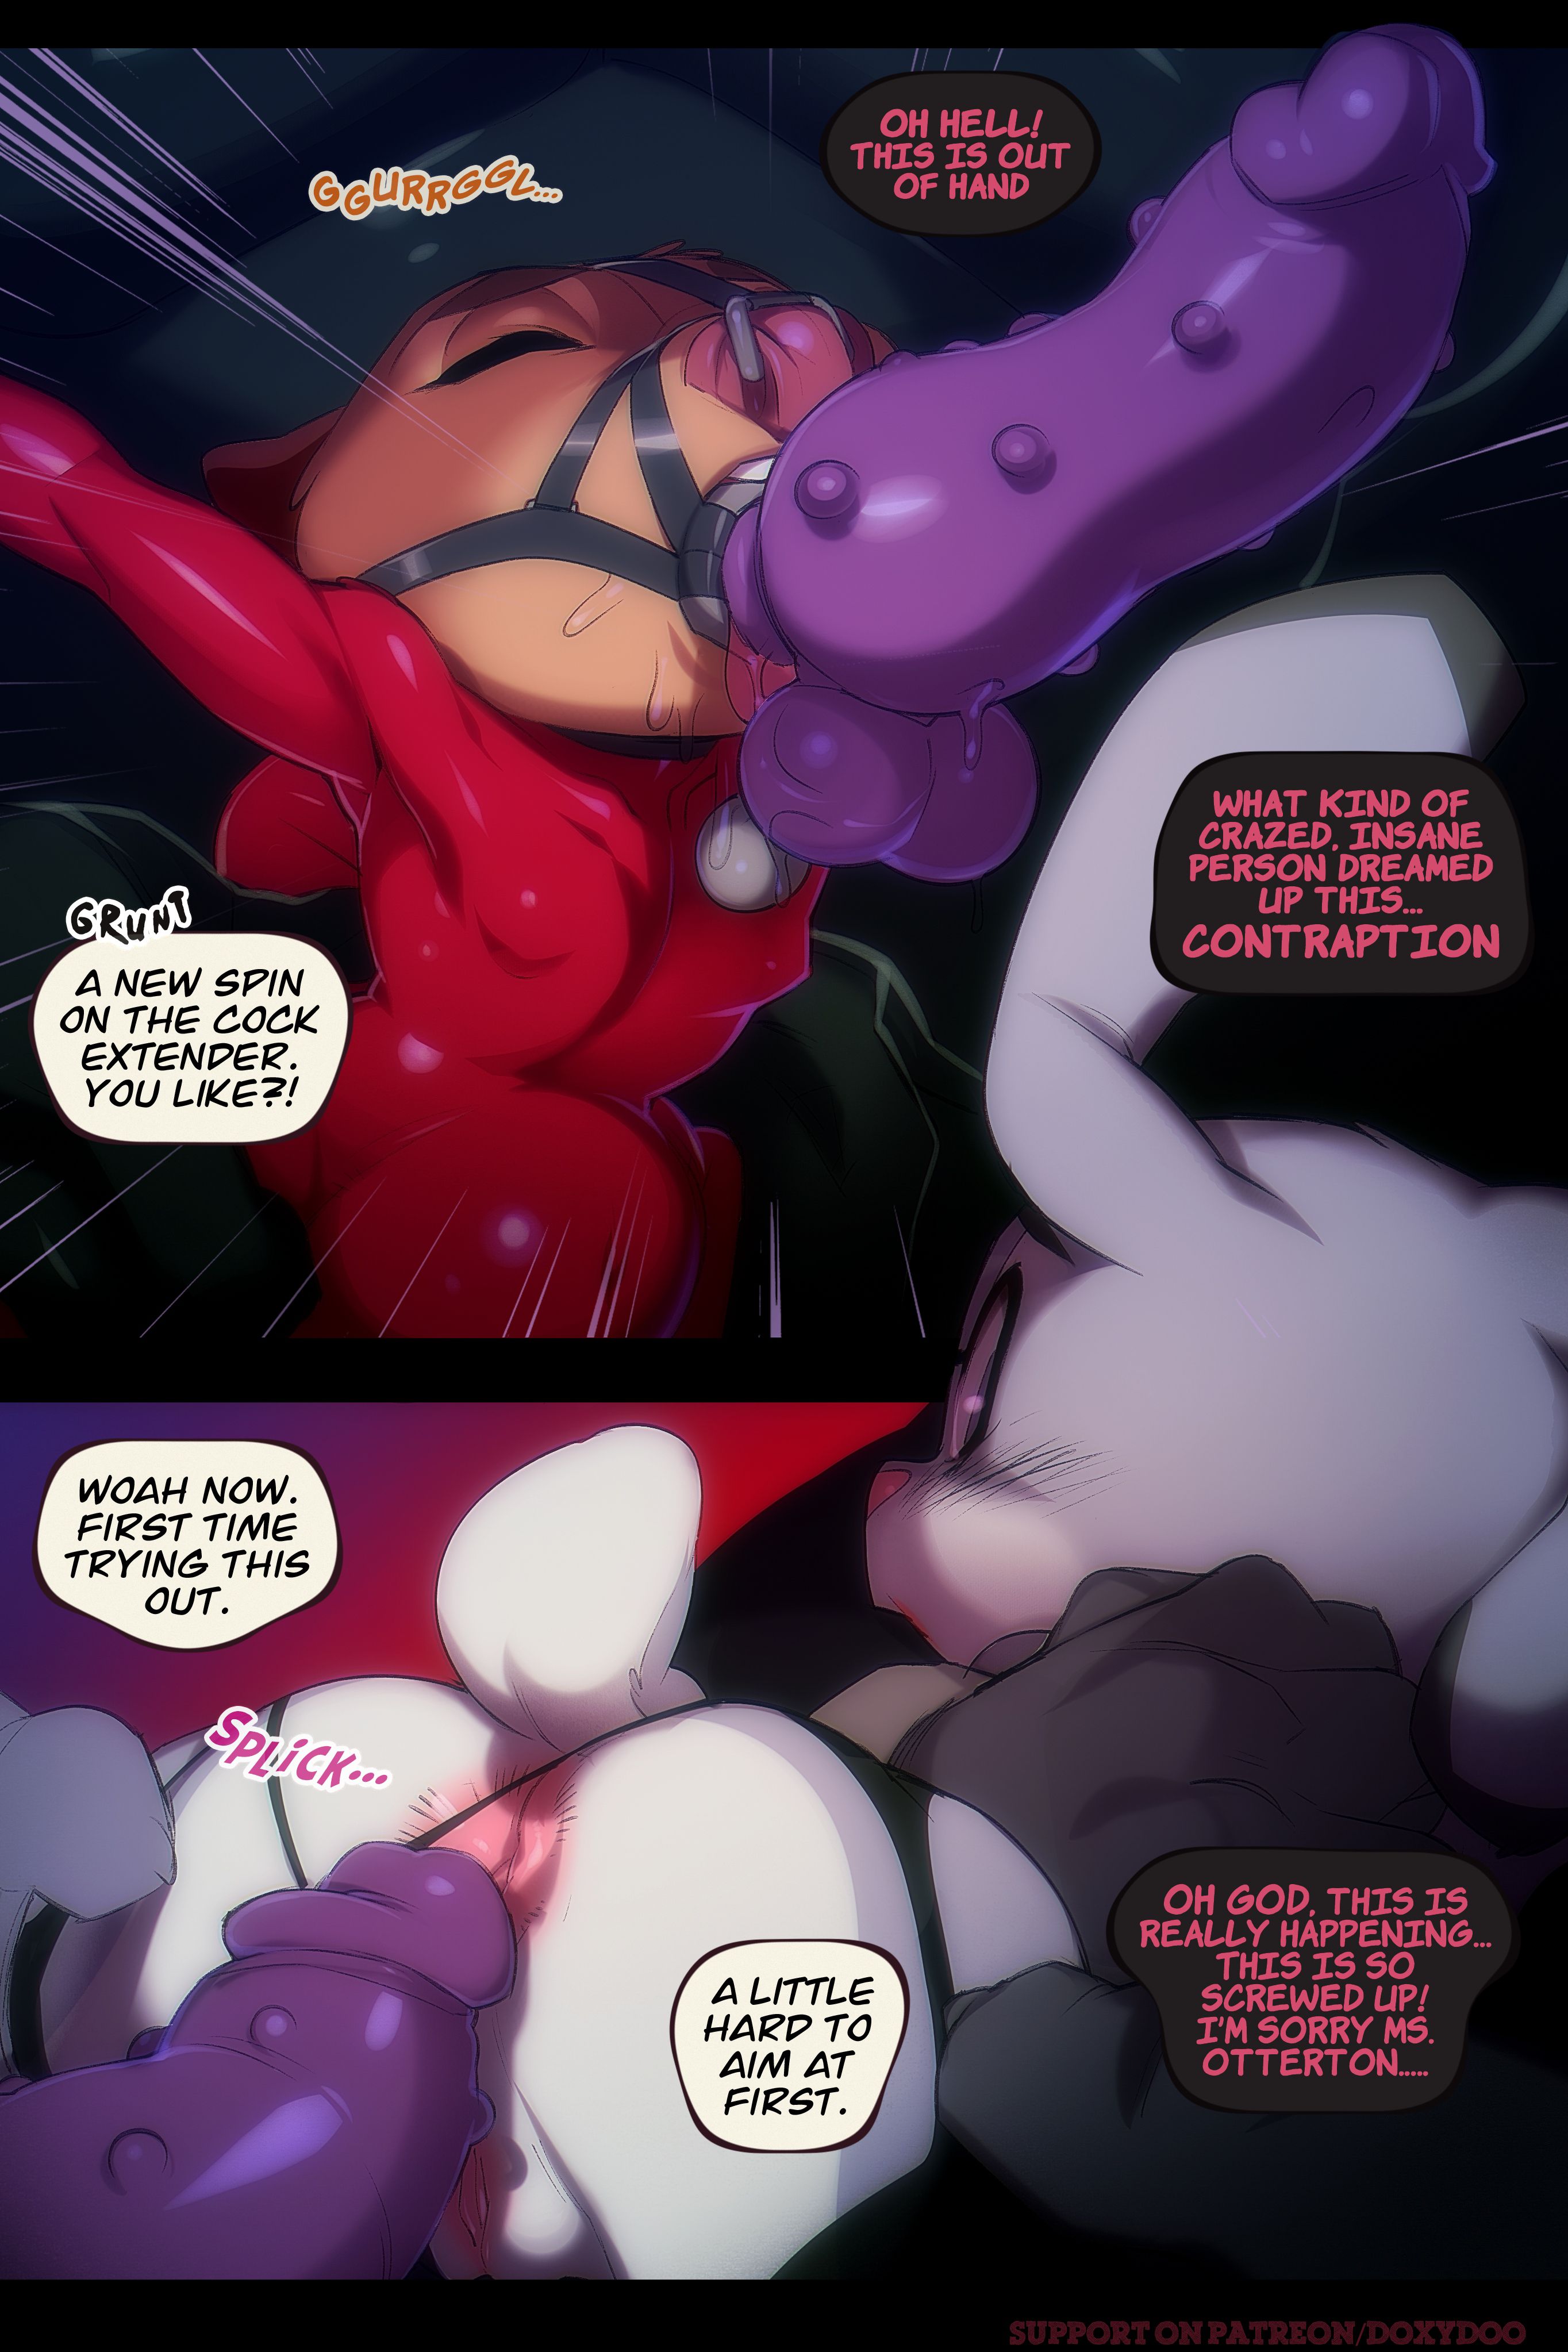 GGURRGGL...
OH HELL!
THIS IS OUT
OF HAND
WHAT KIND OF
CRAZED, INSANE
PERSON DREAMED
UP THIS...
CONTRAPTION
GRUNT
A NEW SPIN
ON THE COCK
EXTENDER.
YOU LIKE?!
WOAH NOW.
FIRST TIME
TRYING THIS
OUT.
SPLICK...
A LITTLE
HARD TO
AIM AT
FIRST.
OH GOD, THIS IS
REALLY HAPPENING...
THIS IS SO
SCREWED UP!
I'M SORRY MS.
OTTERTON.....
SUPPORT ON PATREON/DOXYDOO